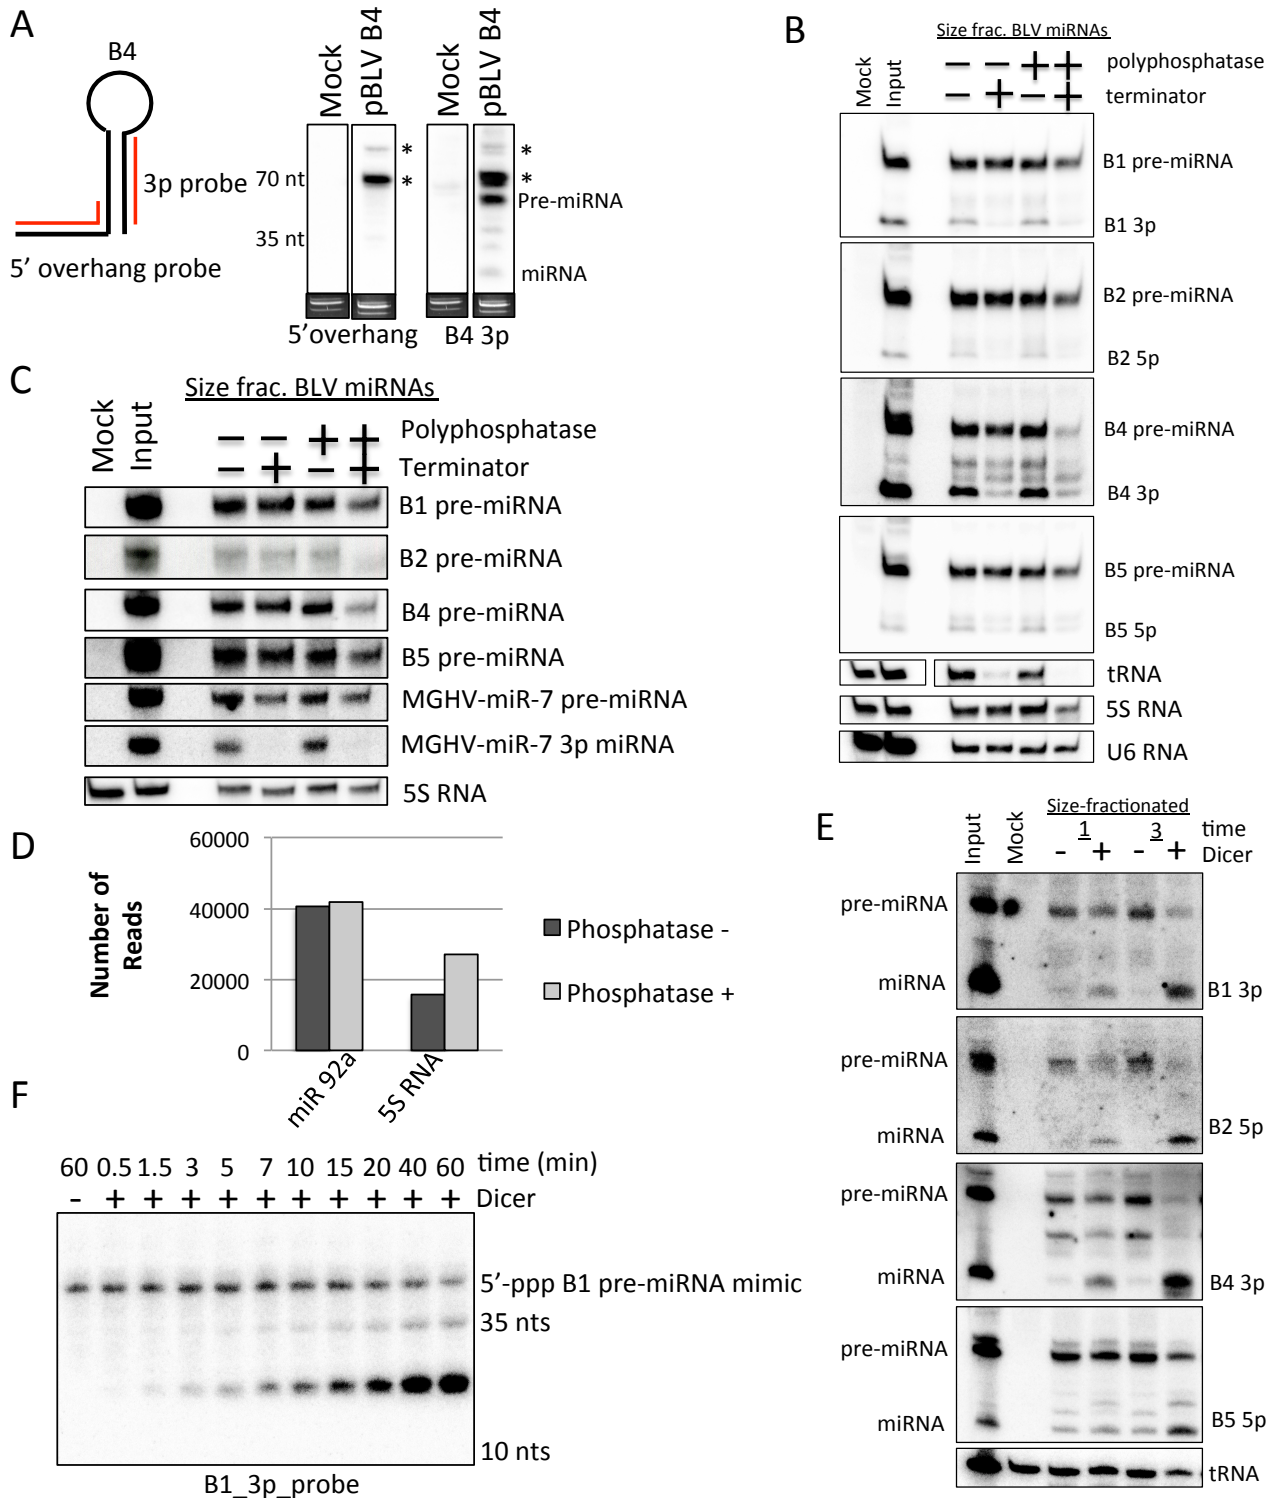 A
B4
3p probe
5' overhang probe
Mock
pBLV B4
Mock
pBLV B4
*
*
*
*
70 nt
35 nt
Pre-miRNA
miRNA
5'overhang
B4 3p
B
Size frac. BLV miRNAs
Mock
Input
— — + + polyphosphatase
— + — + terminator
B1 pre-miRNA
B1 3p
B2 pre-miRNA
B2 5p
B4 pre-miRNA
B4 3p
B5 pre-miRNA
B5 5p
tRNA
5S RNA
U6 RNA
C
Size frac. BLV miRNAs
Mock
Input
— — + + Polyphosphatase
— + — + Terminator
B1 pre-miRNA
B2 pre-miRNA
B4 pre-miRNA
B5 pre-miRNA
MGHV-miR-7 pre-miRNA
MGHV-miR-7 3p miRNA
5S RNA
D
Number of
Reads
60000
40000
20000
0
miR 92a
5S RNA
Phosphatase -
Phosphatase +
E
Input
Mock
Size-fractionated
1 3 time
- + - + Dicer
pre-miRNA
miRNA
B1 3p
pre-miRNA
miRNA
B2 5p
pre-miRNA
miRNA
B4 3p
pre-miRNA
miRNA
B5 5p
tRNA
F
60 0.5 1.5 3 5 7 10 15 20 40 60 time (min)
- + + + + + + + + + + Dicer
5'-ppp B1 pre-miRNA mimic
35 nts
10 nts
B1_3p_probe